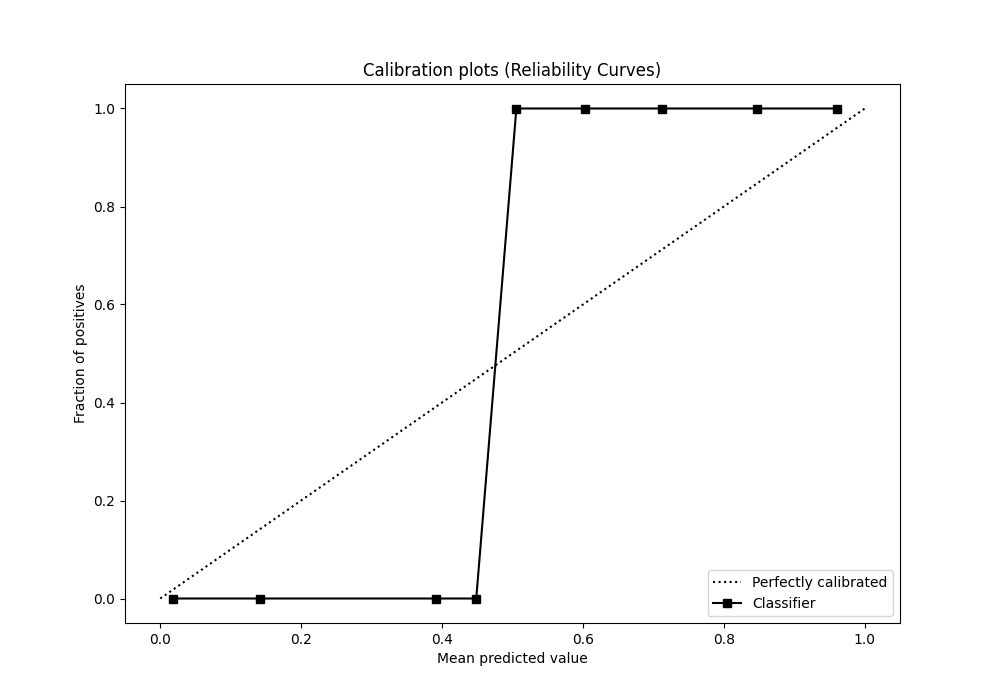 Calibration plots (Reliability Curves)
1.0
0.8
0.6
0.4
0.2
0.0
Fraction of positives
0.0 0.2 0.4 0.6 0.8 1.0
Mean predicted value
Perfectly calibrated
Classifier